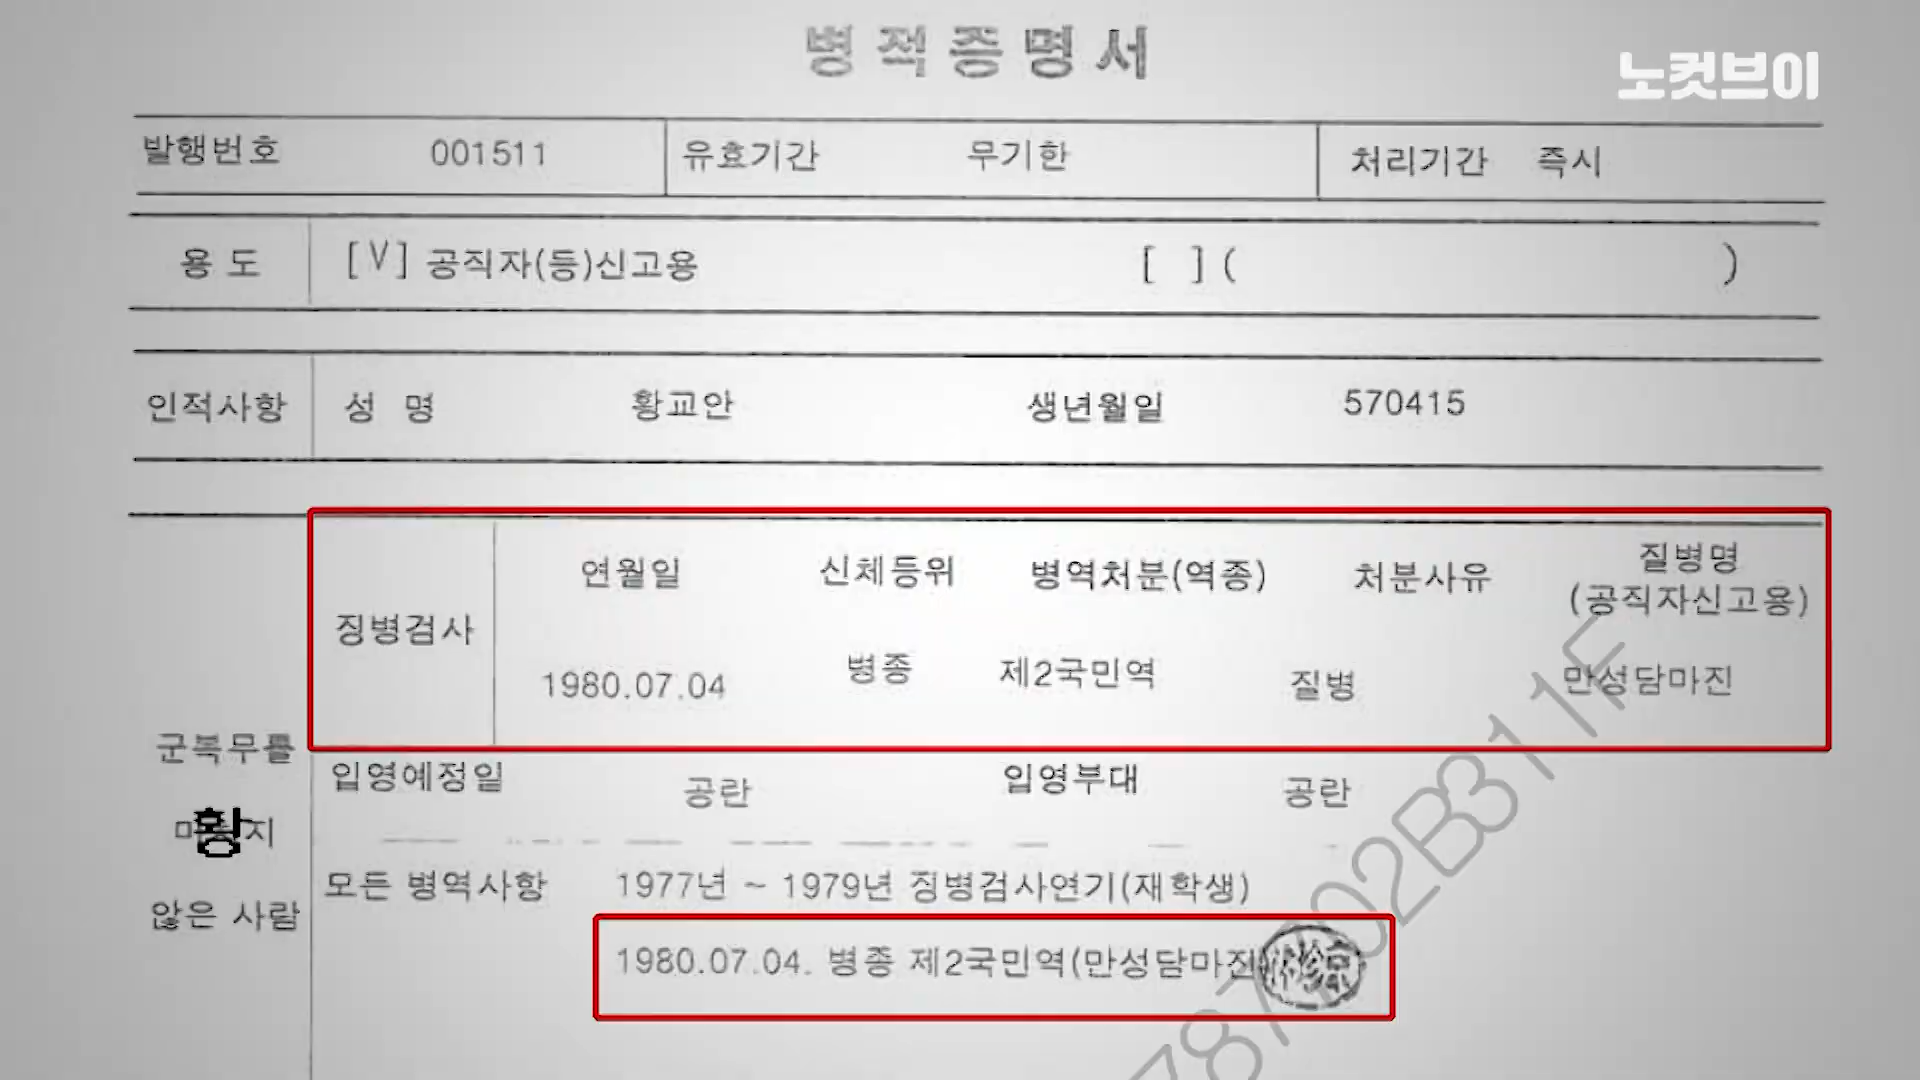 병적증명서
노컷브이
발행번호 001511 유효기간 무기한 처리기간 즉시
용 도 [V] 공직자(등)신고용 [ ] ( )
인적사항 성 명 황교안 생년월일 570415
연월일 신체등위 병역처분(역종) 처분사유 질병명
(공직자신고용)
징병검사
1980.07.04 병종 제2국민역 질병 만성담마진
군복무를
입영예정일 공란 입영부대 공란
황 지
모든 병역사항 1977년 ~ 1979년 징병검사연기(재학생)
않은 사람
1980.07.04. 병종 제2국민역(만성담마진
02B311F